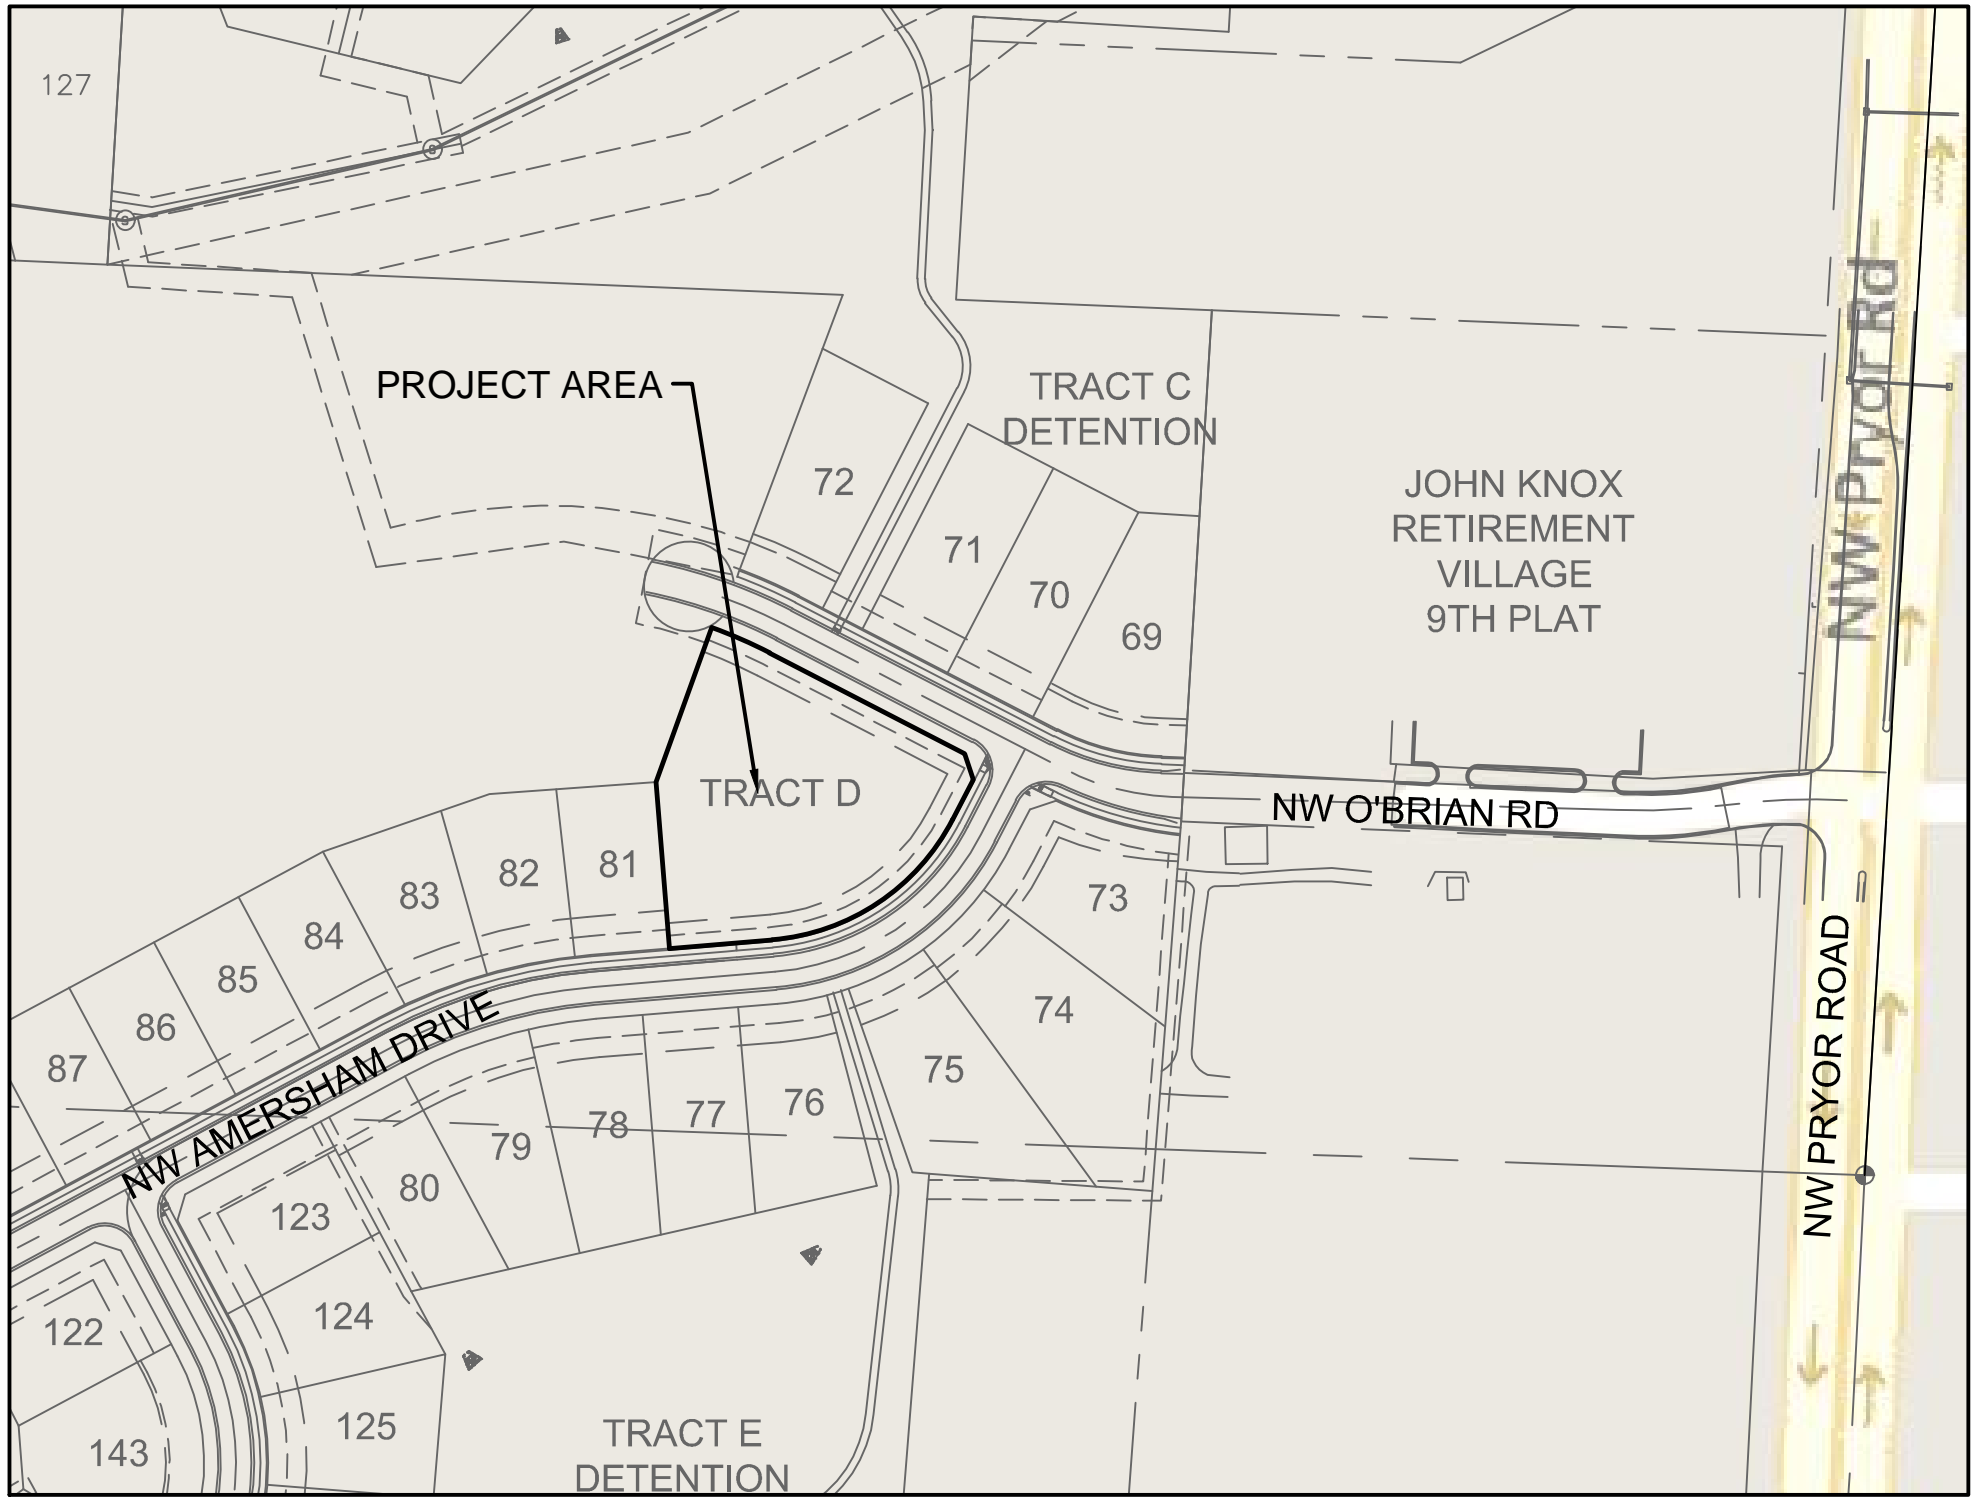 127
NW Pryor Rd
PROJECT AREA
TRACT C
DETENTION
72
71
70
69
JOHN KNOX
RETIREMENT
VILLAGE
9TH PLAT
TRACT D
NW O'BRIAN RD
81
82
83
84
85
86
87
73
74
75
76
77
78
79
80
NW AMERSHAM DRIVE
NW PRYOR ROAD
123
124
125
122
143
TRACT E
DETENTION
S
S